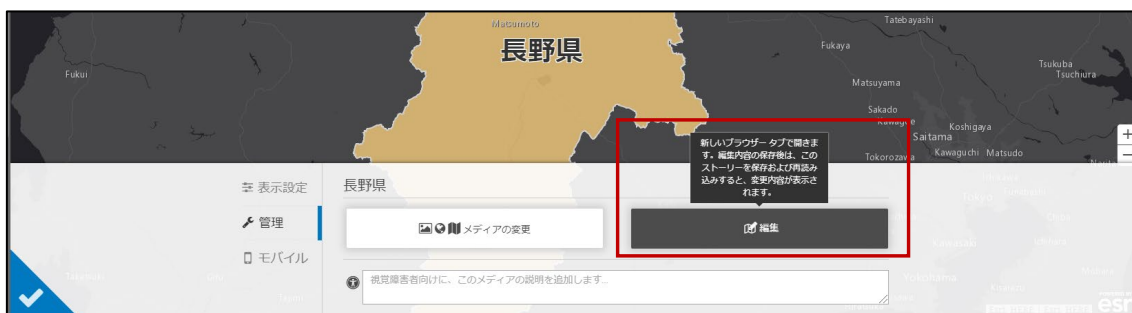 Matsumoto
長野県
Tatebayashi
Fukaya
Fukui
Tsukuba
Tsuchiura
Matsuyama
Sakado
Koshigaya
Saitama
Tokorozawa
Kawaguchi
Matsudo
新しいブラウザー タブで開きま
す。編集内容の保存後は、この
ストーリーを保存および再読み
込みすると、変更内容が表示さ
れます。
表示設定
長野県
管理
メディアの変更
編集
モバイル
視覚障害者向けに、このメディアの説明を追加します...
esri